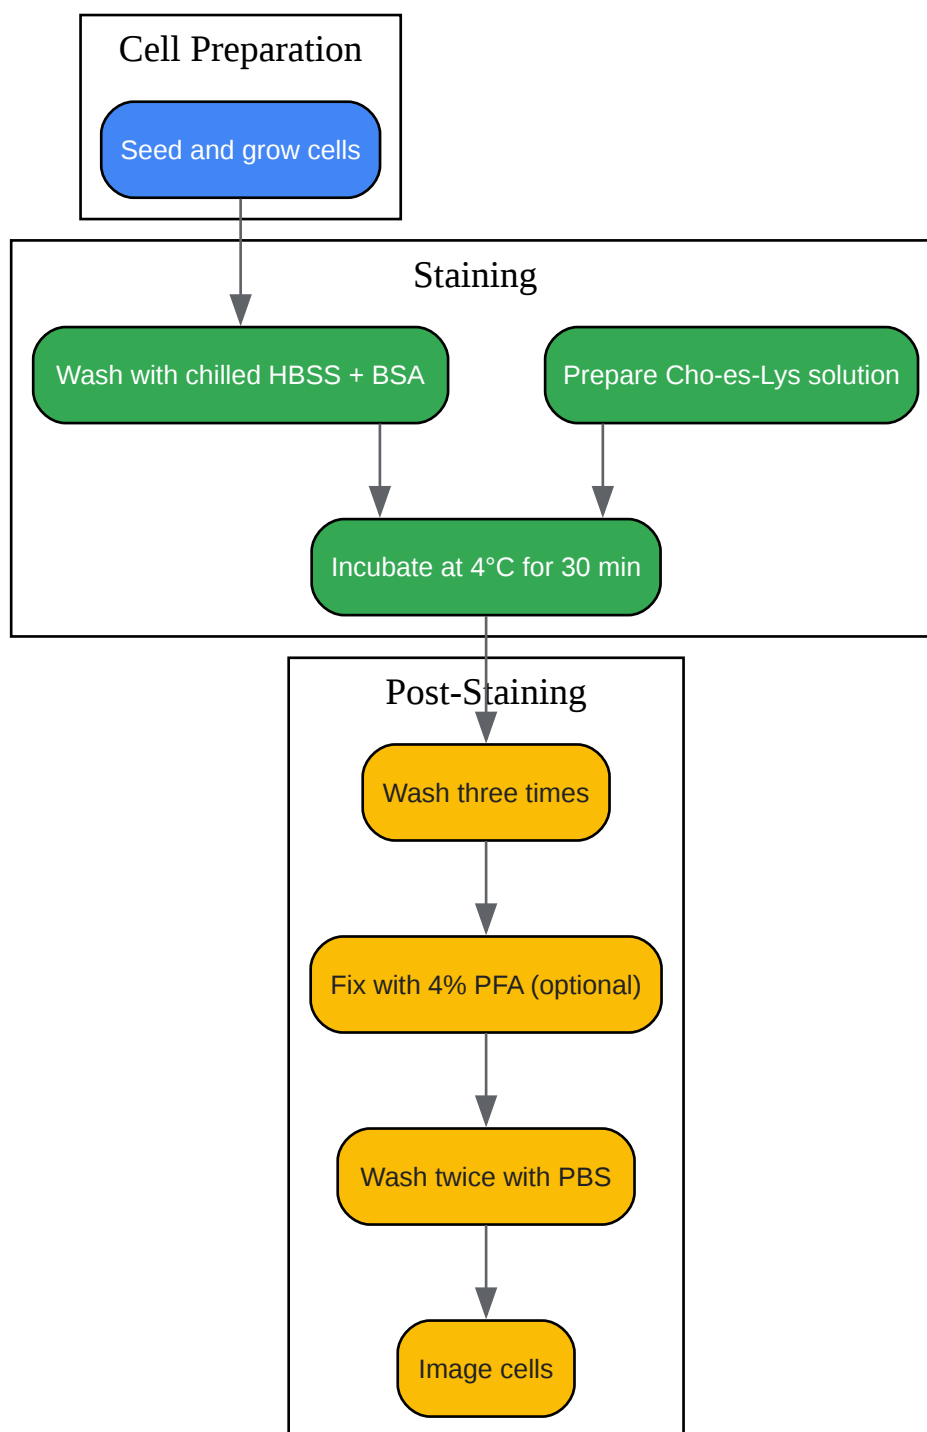 Cell Preparation
Seed and grow cells
Staining
Wash with chilled HBSS + BSA
Prepare Cho-es-Lys solution
Incubate at 4°C for 30 min
Post-Staining
Wash three times
Fix with 4% PFA (optional)
Wash twice with PBS
Image cells